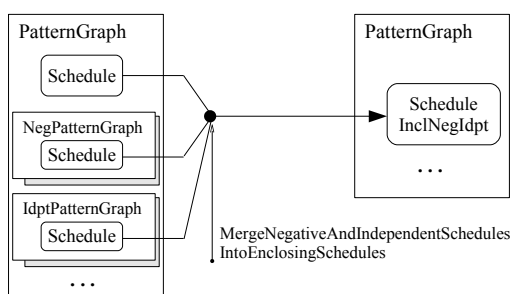 PatternGraph
Schedule
NegPatternGraph
Schedule
IdptPatternGraph
Schedule
...
MergeNegativeAndIndependentSchedules
IntoEnclosingSchedules
PatternGraph
Schedule
InclNegIdpt
...